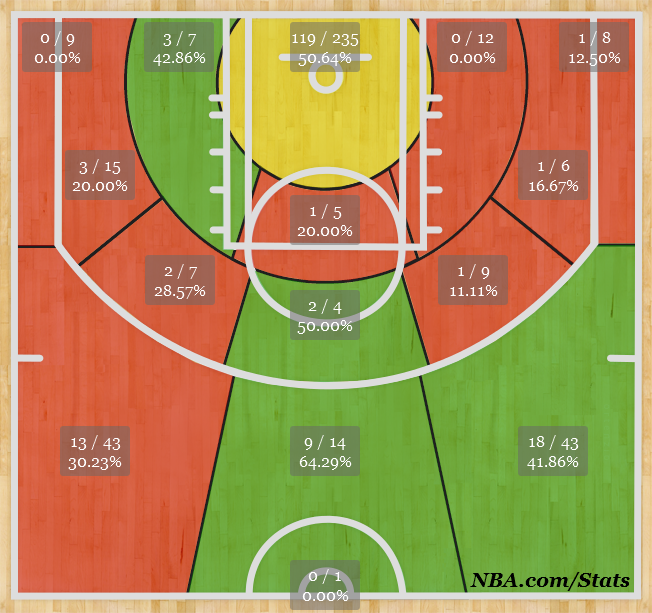 0 / 9
0.00%
3 / 7
42.86%
119 / 235
50.64%
0 / 12
0.00%
1 / 8
12.50%
3 / 15
20.00%
1 / 6
16.67%
1 / 5
20.00%
2 / 7
28.57%
1 / 9
11.11%
2 / 4
50.00%
13 / 43
30.23%
9 / 14
64.29%
18 / 43
41.86%
0 / 1
0.00%
NBA.com/Stats